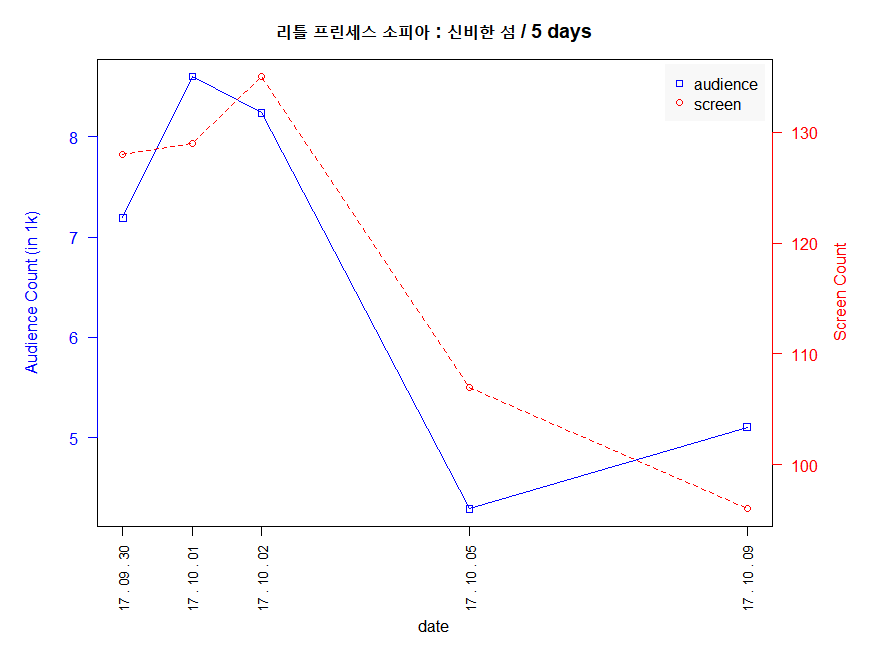 리틀 프린세스 소피아 : 신비한 섬 / 5 days
audience
screen
8
7
6
5
Audience Count (in 1k)
130
120
110
100
Screen Count
17 . 09 . 30
17 . 10 . 01
17 . 10 . 02
17 . 10 . 05
17 . 10 . 09
date